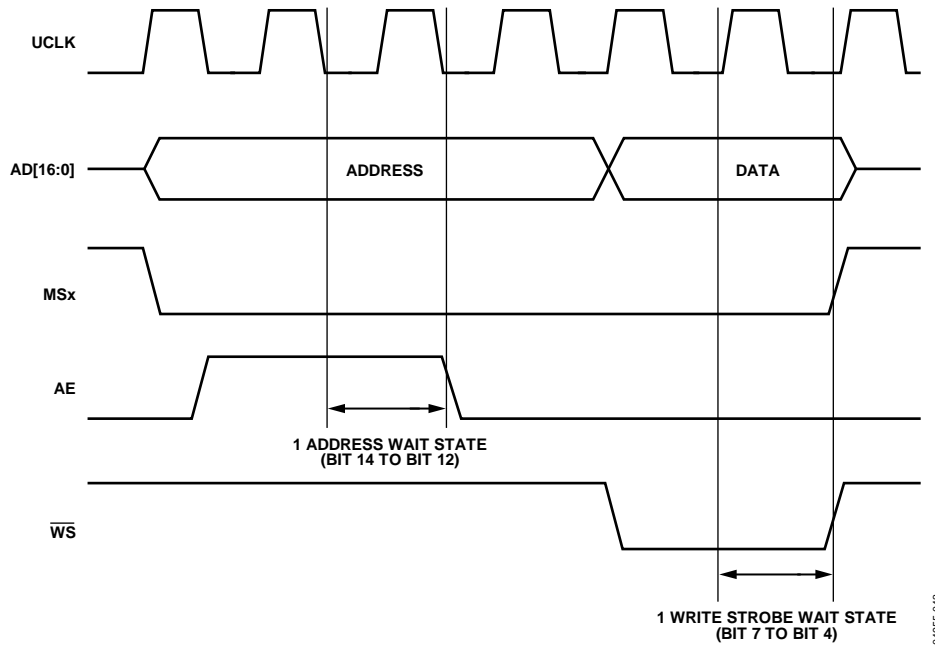 UCLK
AD[16:0]
ADDRESS
DATA
MSx
AE
1 ADDRESS WAIT STATE
(BIT 14 TO BIT 12)
WS
1 WRITE STROBE WAIT STATE
(BIT 7 TO BIT 4)